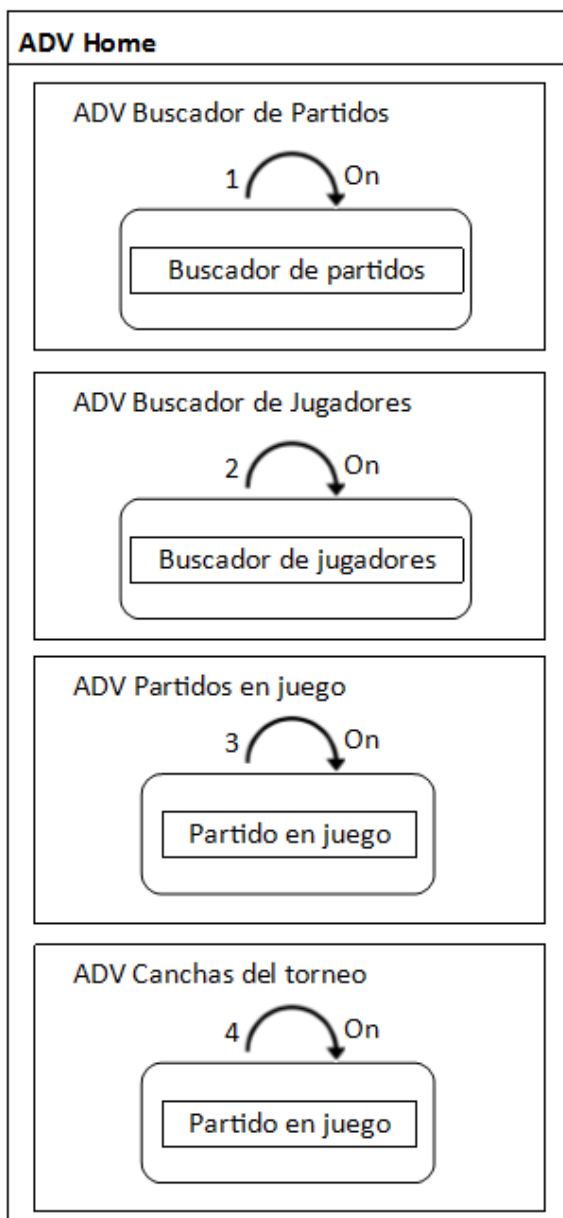 ADV Home
ADV Buscador de Partidos
1 On
Buscador de partidos
ADV Buscador de Jugadores
2 On
Buscador de jugadores
ADV Partidos en juego
3 On
Partido en juego
ADV Canchas del torneo
4 On
Partido en juego